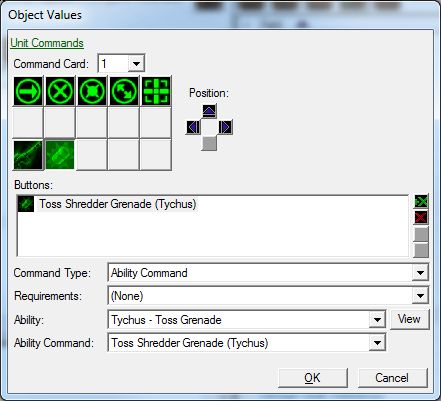 Object Values
Unit Commands
Command Card: 1
Position:
Buttons:
Toss Shredder Grenade (Tychus)
Command Type: Ability Command
Requirements: (None)
Ability: Tychus - Toss Grenade View
Ability Command: Toss Shredder Grenade (Tychus)
OK Cancel